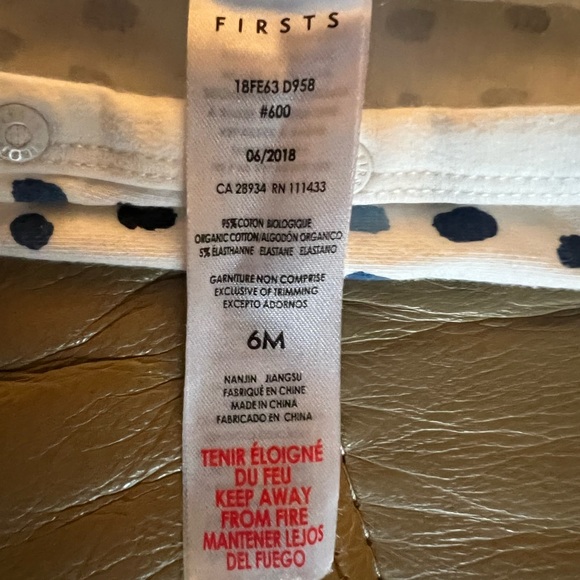 FIRSTS
18FE63 D958
#600
06/2018
CA 28934 RN 111433
95% COTON BIOLOGIQUE
ORGANIC COTTON/ALGODÓN ORGANICO
5% ÉLASTHANNE ELASTANE ELASTANO
GARNITURE NON COMPRISE
EXCLUSIVE OF TRIMMING
EXCEPTO ADORNOS
6M
NANJIN JIANGSU
FABRIQUÉ EN CHINE
MADE IN CHINA
FABRICADO EN CHINA
TENIR ÉLOIGNÉ
DU FEU
KEEP AWAY
FROM FIRE
MANTENER LEJOS
DEL FUEGO